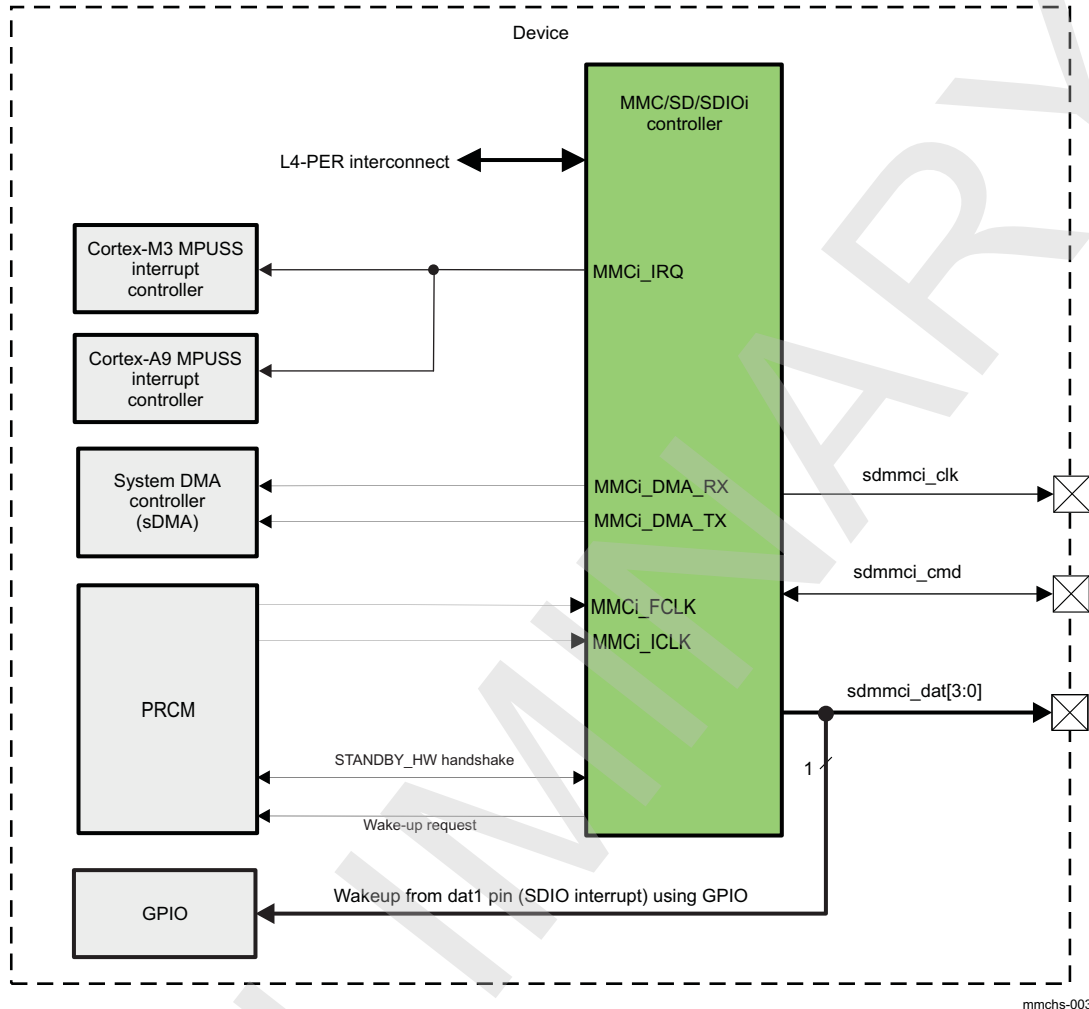 Device
MMC/SD/SDIOi
controller
L4-PER interconnect
Cortex-M3 MPUSS
interrupt
controller
MMCi_IRQ
Cortex-A9 MPUSS
interrupt
controller
System DMA
controller
(sDMA)
MMCi_DMA_RX
MMCi_DMA_TX
sdmmci_clk
sdmmci_cmd
MMCi_FCLK
MMCi_ICLK
PRCM
sdmmci_dat[3:0]
1
STANDBY_HW handshake
Wake-up request
GPIO
Wakeup from dat1 pin (SDIO interrupt) using GPIO
mmchs-003
IMINARY